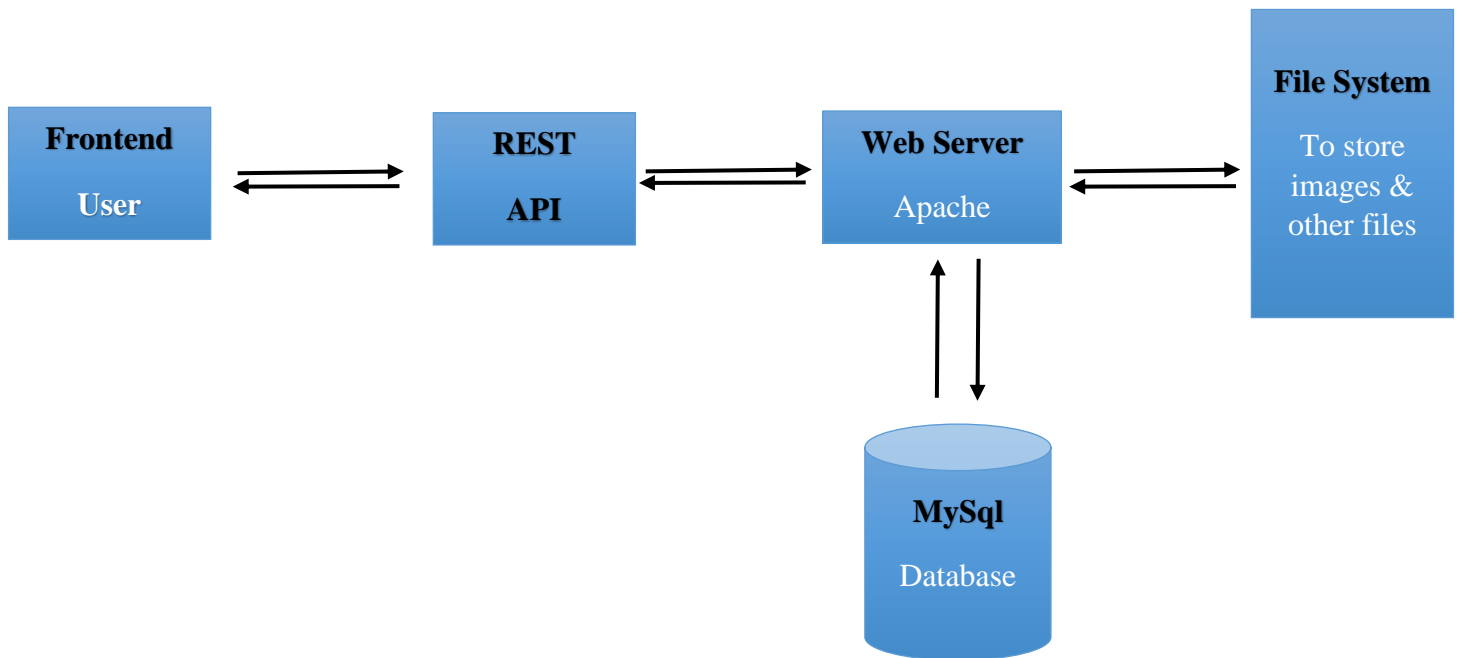 Frontend
User
REST
API
Web Server
Apache
File System
To store
images &
other files
MySql
Database